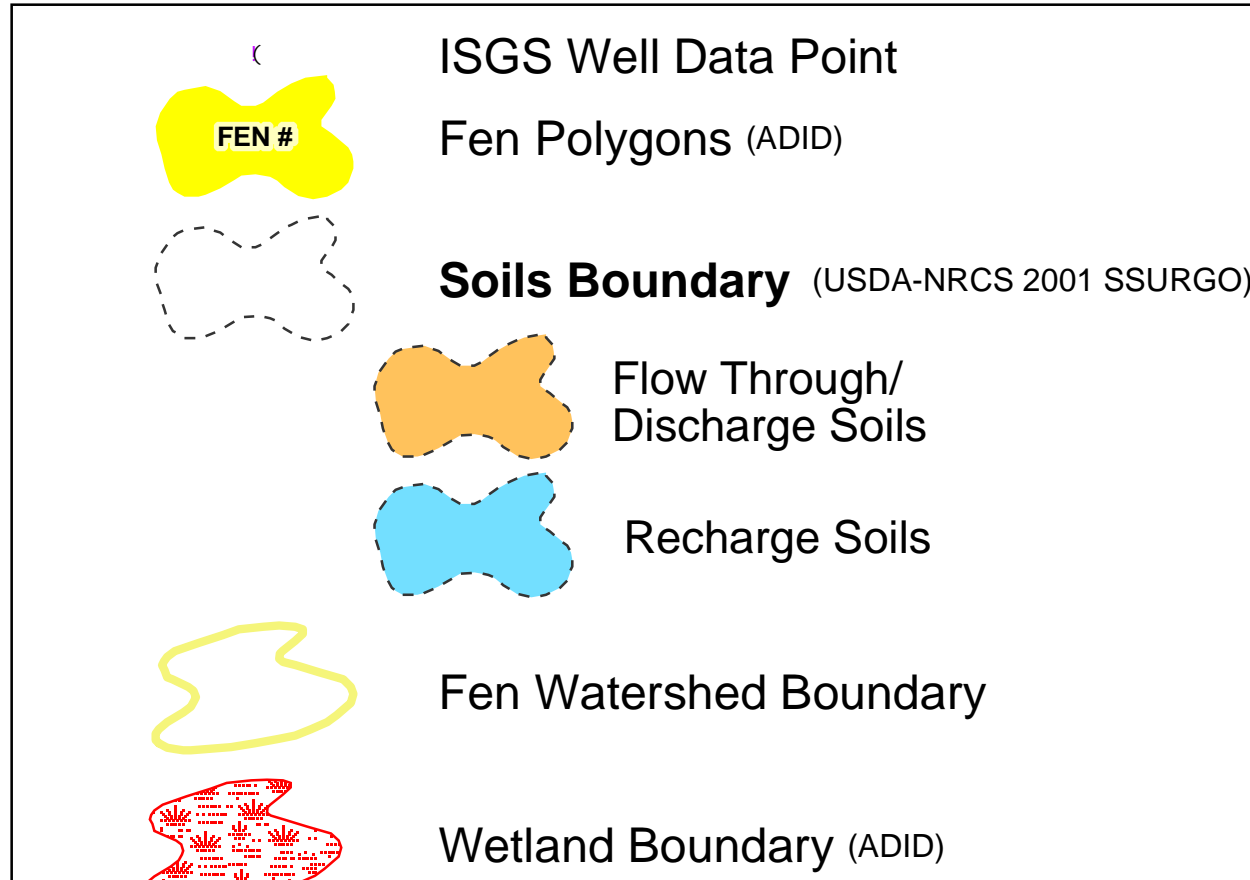 ISGS Well Data Point
FEN #
Fen Polygons (ADID)
Soils Boundary (USDA-NRCS 2001 SSURGO)
Flow Through/
Discharge Soils
Recharge Soils
Fen Watershed Boundary
Wetland Boundary (ADID)